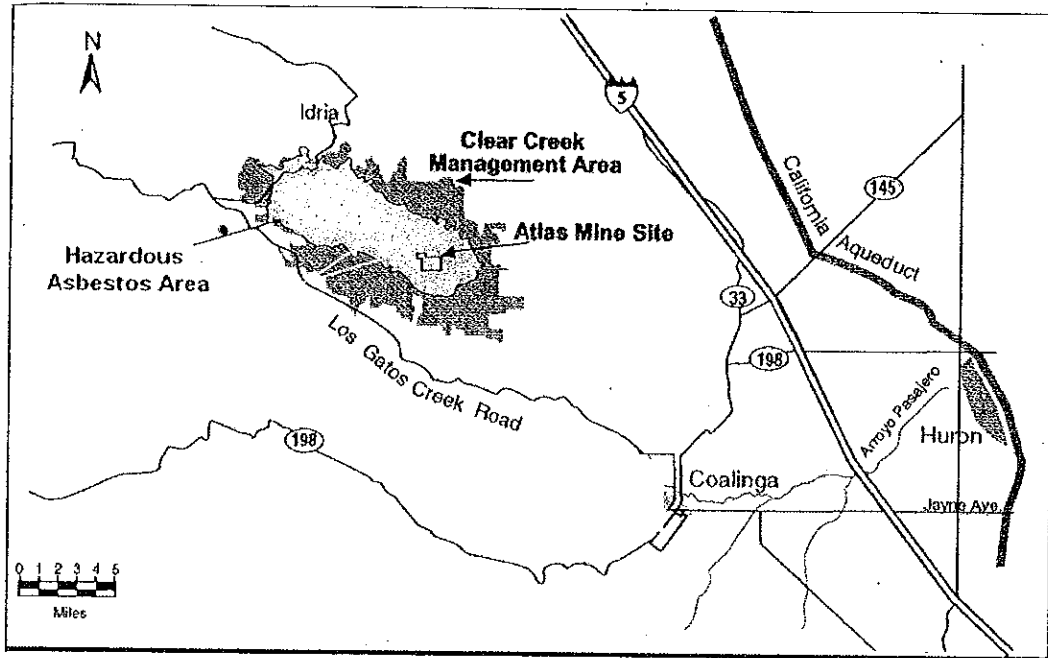 N
Idria
5
Clear Creek
Management Area
California
145
Atlas Mine Site
Aqueduct
Hazardous
Asbestos Area
33
Los Gatos Creek Road
198
Arroyo Pasajero
Huron
198
Coalinga
Jayne Ave.
0 1 2 3 4 5
Miles